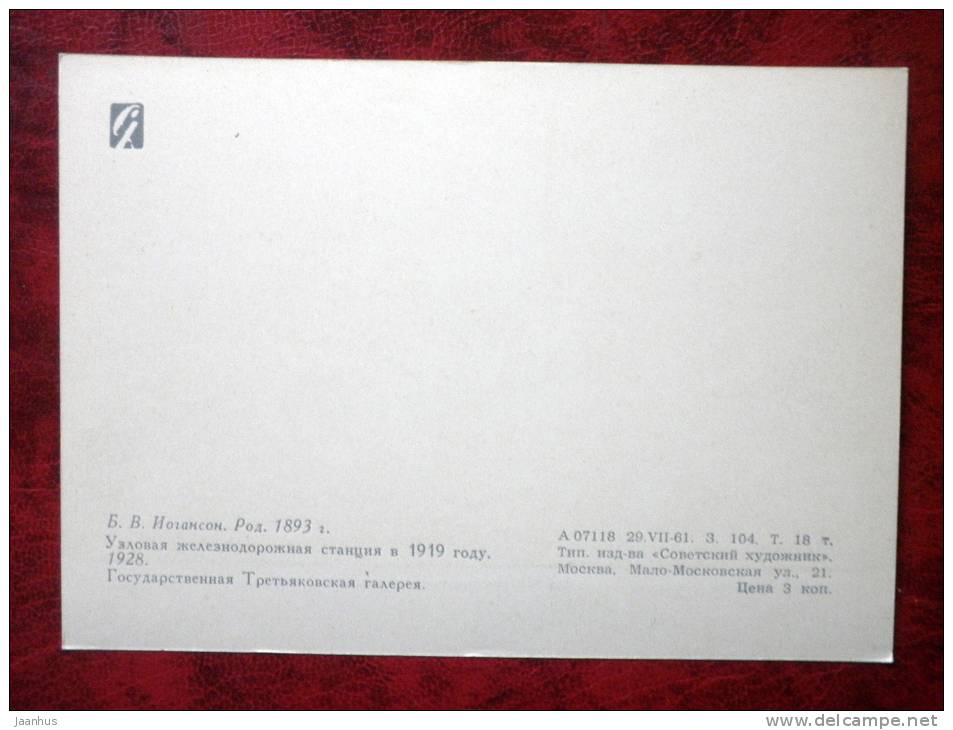 Б. В. Иогансон. Род. 1893 г.
Узловая железнодорожная станция в 1919 году.
1928.
Государственная Третьяковская галерея.
А 07118 29.VII-61. З. 104. Т. 18 т.
Тип. изд-ва «Советский художник».
Москва, Мало-Московская ул., 21.
Цена 3 коп.
Jaanhus
www.delcampe.net